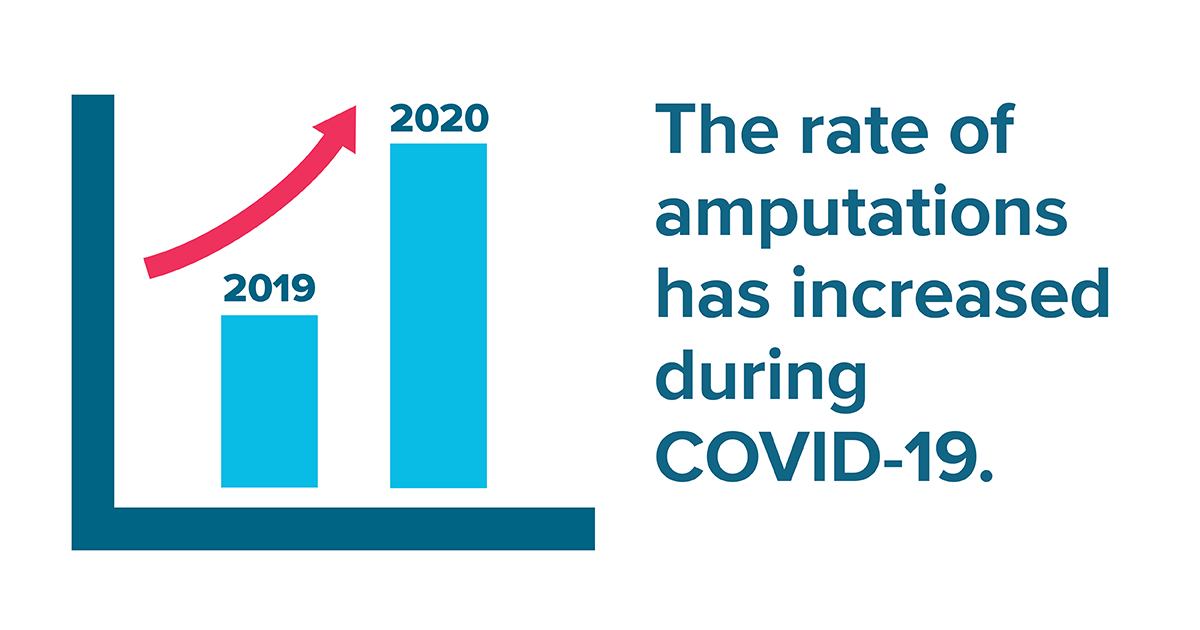 2020
2019
The rate of
amputations
has increased
during
COVID-19.